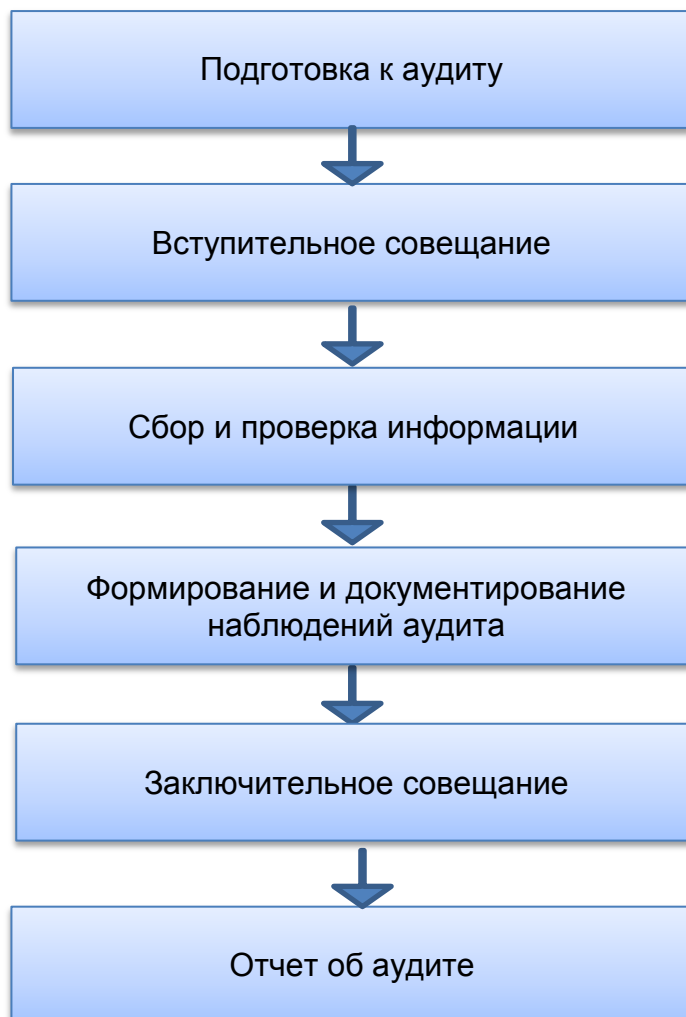 Подготовка к аудиту
Вступительное совещание
Сбор и проверка информации
Формирование и документирование
наблюдений аудита
Заключительное совещание
Отчет об аудите